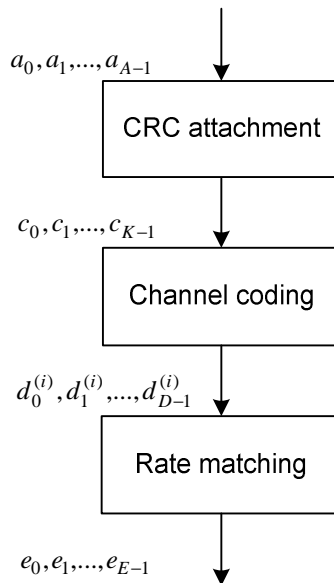 a_0, a_1,..., a_{A-1}
CRC attachment
c_0, c_1,..., c_{K-1}
Channel coding
d_0^{(i)}, d_1^{(i)},..., d_{D-1}^{(i)}
Rate matching
e_0, e_1,..., e_{E-1}